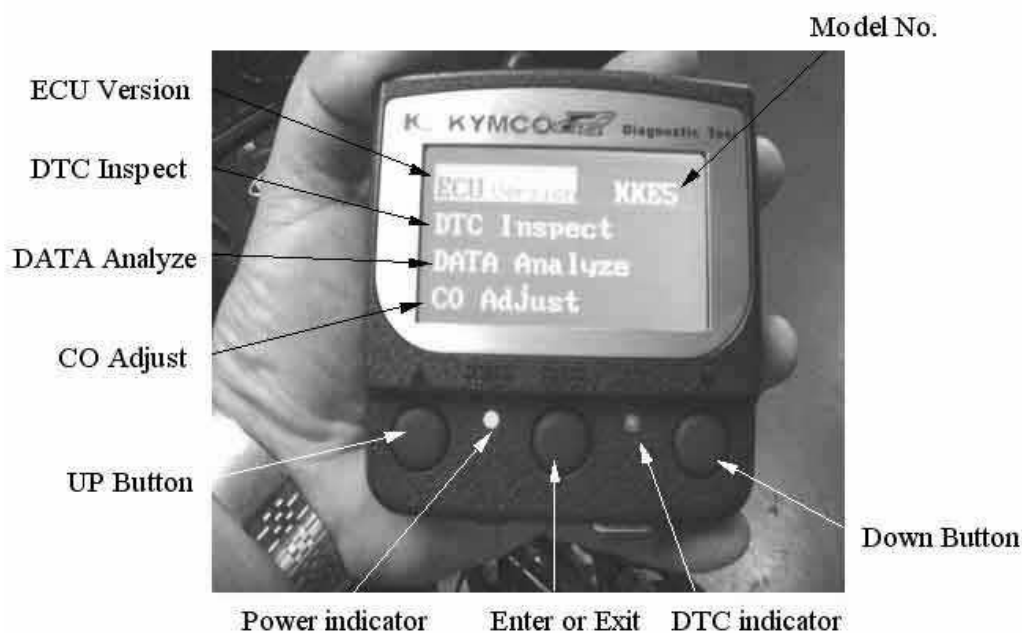 Model No.
ECU Version
DTC Inspect
DATA Analyze
CO Adjust
UP Button
Power indicator
Enter or Exit
DTC indicator
Down Button
K KYMCO Diagnostic Tool
ECU Version KKE5
DTC Inspect
DATA Analyze
CO Adjust